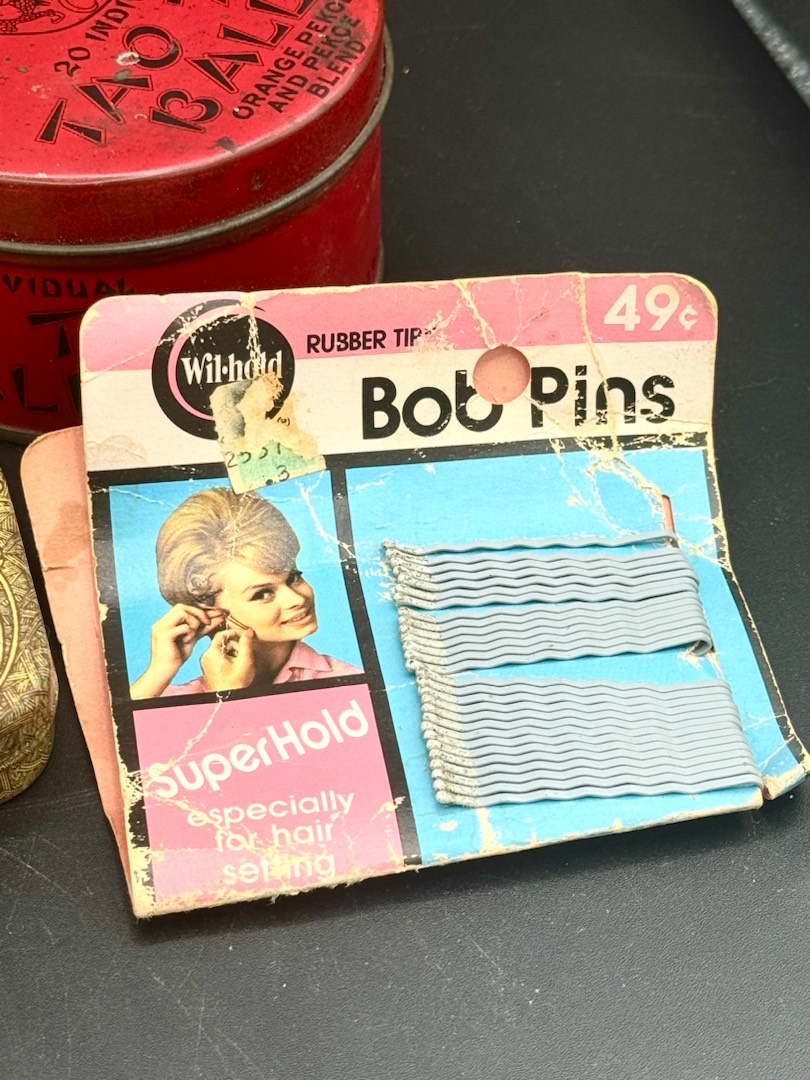 20 INDI
TAO T
BALL
ORANGE PEKOE
AND PEKOE
BLEND
VIDUAL
49¢
Wil-hold
RUBBER TIP
Bob Pins
.3
SuperHold
especially
for hair
setting